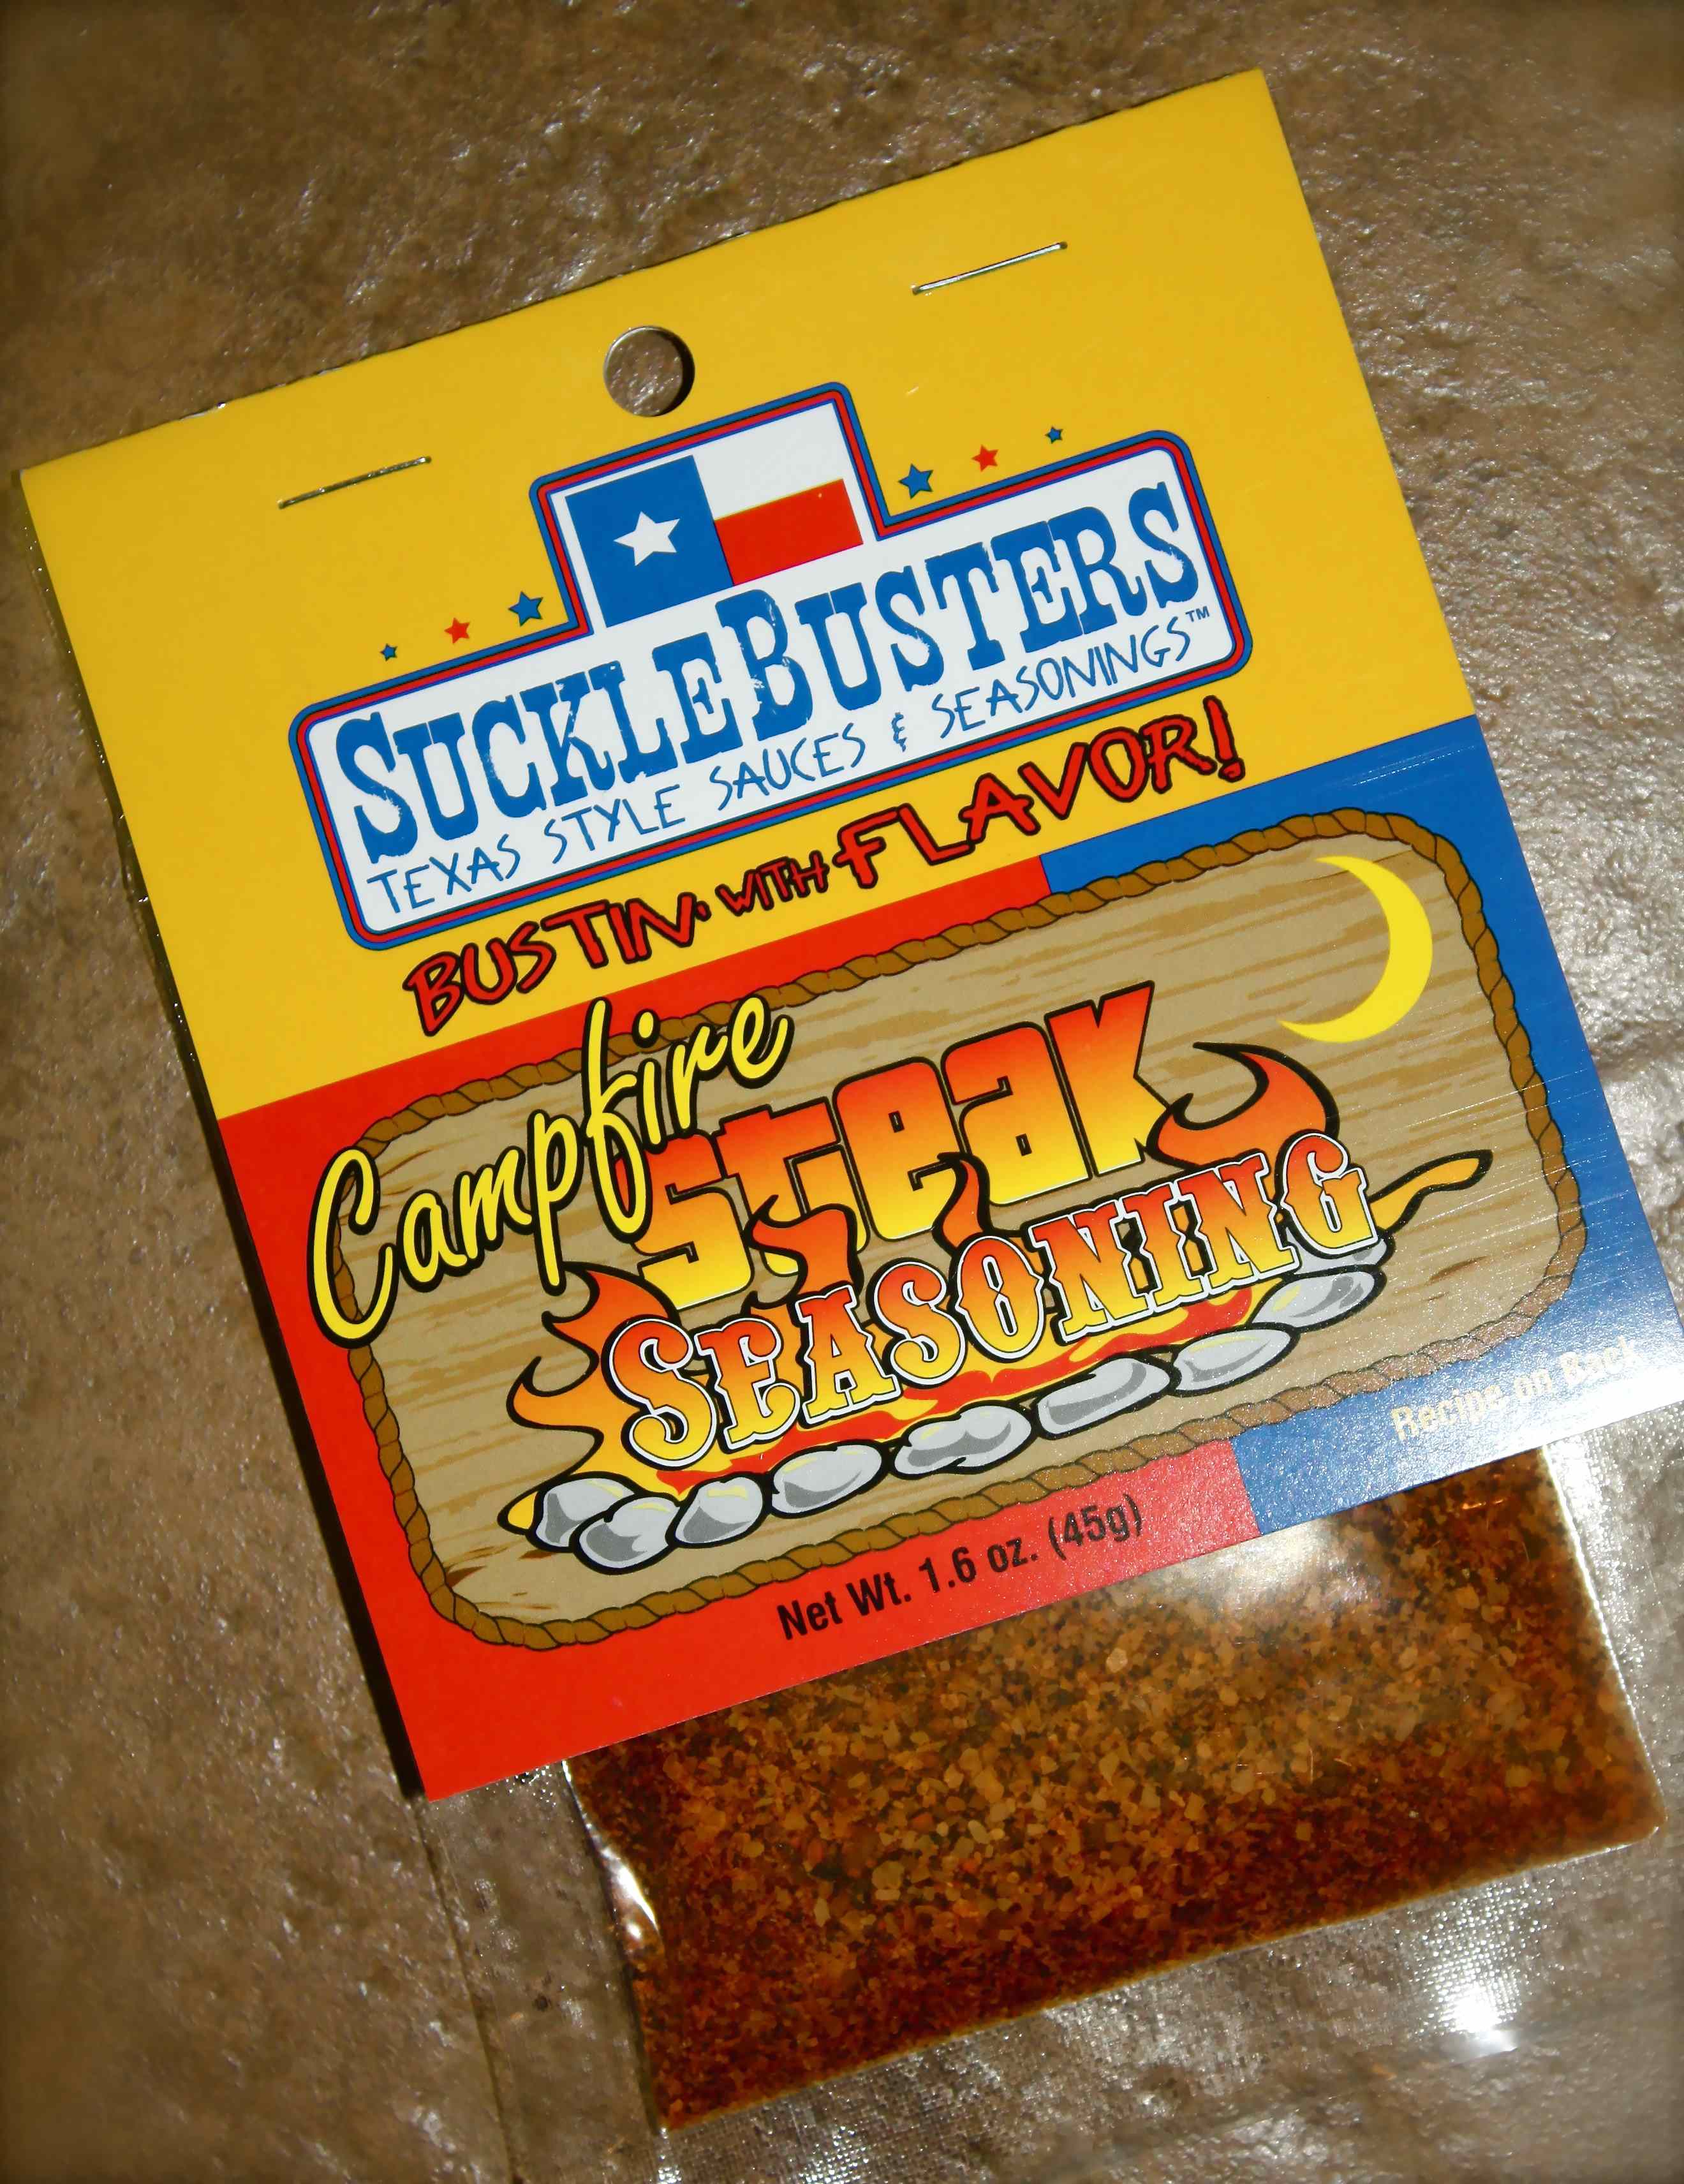 SUCKLEBUSTERS
TEXAS STYLE SAUCES & SEASONINGS™
BUSTIN' WITH FLAVOR!
Campfire
Steak
SEASONING
Recipe on Back
Net Wt. 1.6 oz. (45g)